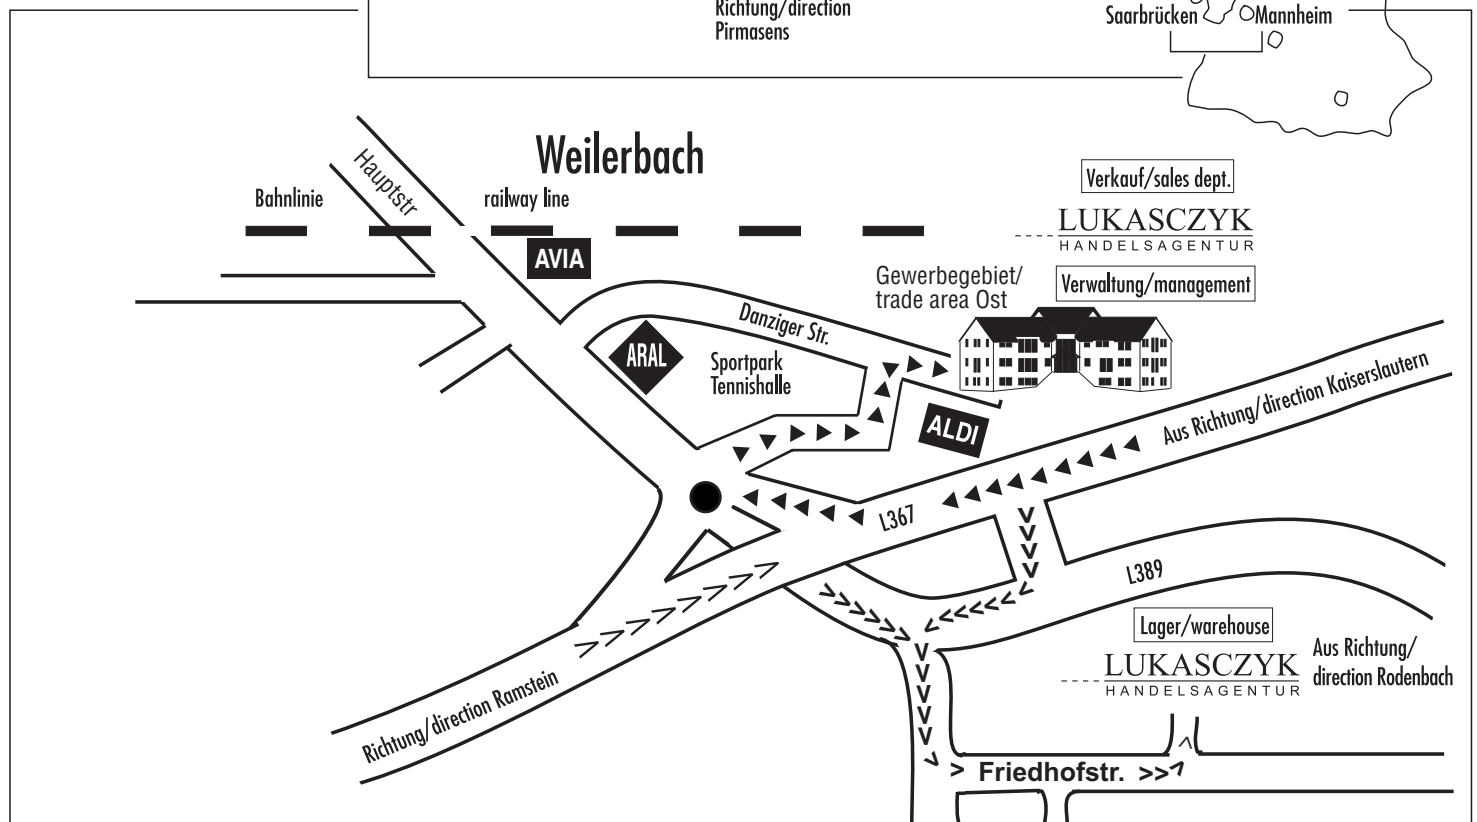 Richtung/direction
Pirmasens
Saarbrücken
Mannheim
Weilerbach
Hauptstr
Bahnlinie
railway line
AVIA
Verkauf/sales dept.
LUKASCZYK
HANDELSAGENTUR
Gewerbegebiet/
trade area Ost
Verwaltung/management
Danziger Str.
ARAL
Sportpark
Tennishalle
ALDI
Aus Richtung/direction Kaiserslautern
L367
L389
Lager/warehouse
LUKASCZYK
HANDELSAGENTUR
Aus Richtung/
direction Rodenbach
Richtung/direction Ramstein
Friedhofstr.